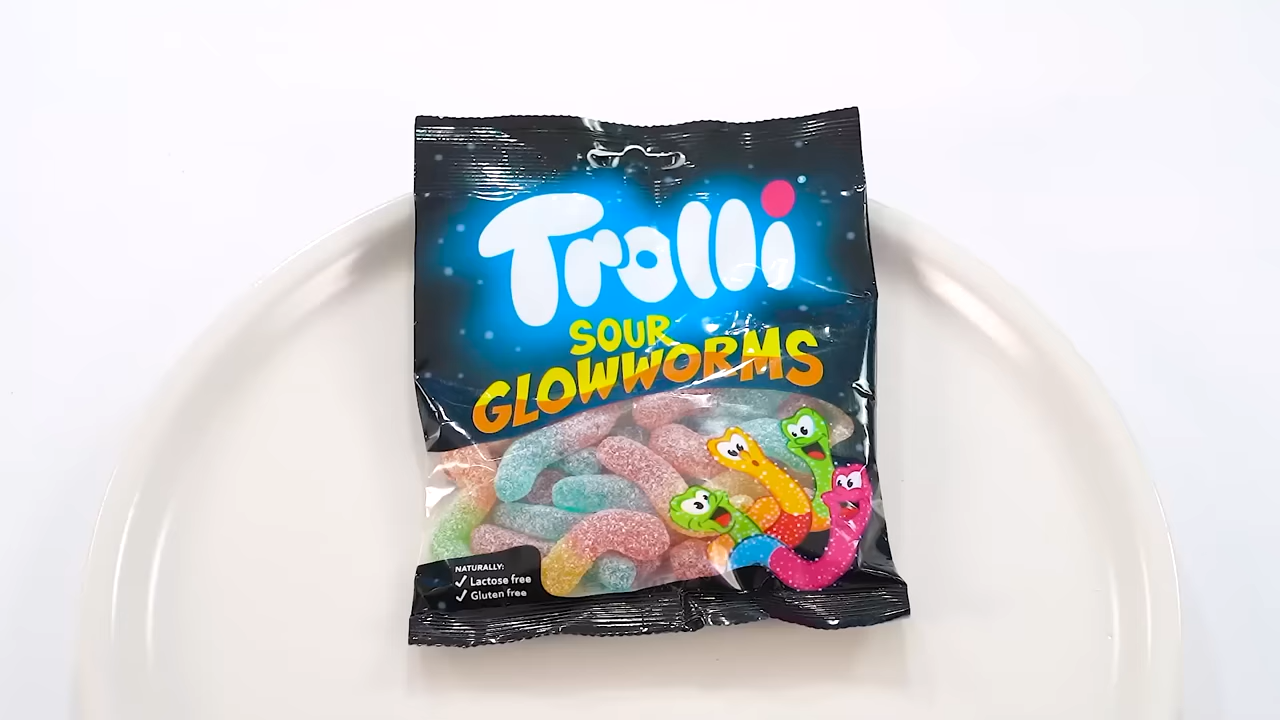 Trolli®
SOUR
GLOWWORMS
NATURALLY:
✓ Lactose free
✓ Gluten free